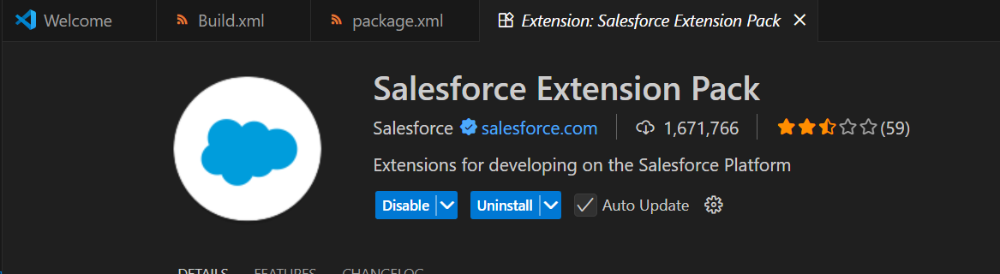 Welcome
Build.xml
package.xml
Extension: Salesforce Extension Pack
Salesforce Extension Pack
Salesforce salesforce.com 1,671,766 (59)
Extensions for developing on the Salesforce Platform
Disable Uninstall Auto Update
DETAILS FEATURES CHANGELOG